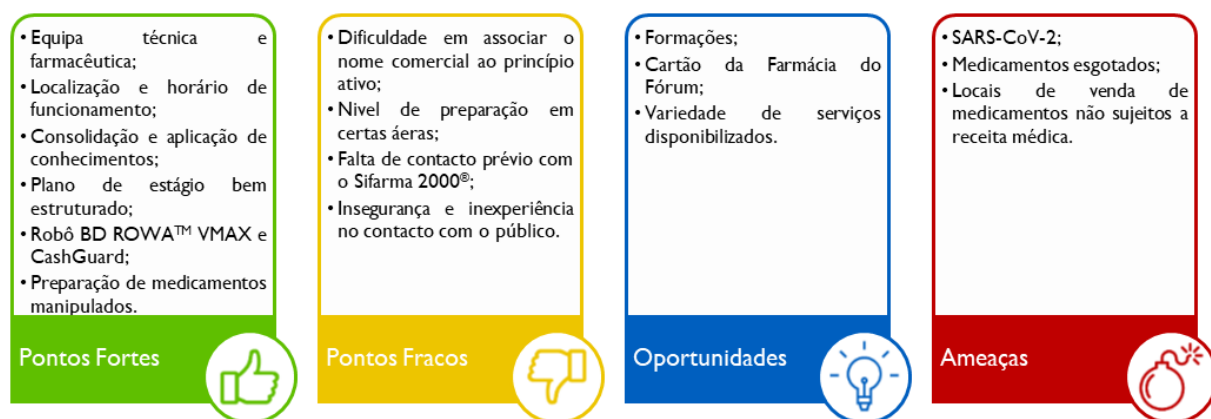 • Equipa técnica e
farmacêutica;
• Localização e horário de
funcionamento;
• Consolidação e aplicação de
conhecimentos;
• Plano de estágio bem
estruturado;
• Robô BD ROWA™ VMAX e
CashGuard;
• Preparação de medicamentos
manipulados.
Pontos Fortes
• Dificuldade em associar o
nome comercial ao princípio
ativo;
• Nivel de preparação em
certas áeras;
• Falta de contacto prévio com
o Sifarma 2000®;
• Insegurança e inexperiência
no contacto com o público.
Pontos Fracos
• Formações;
• Cartão da Farmácia do
Fórum;
• Variedade de serviços
disponibilizados.
Oportunidades
• SARS-CoV-2;
• Medicamentos esgotados;
• Locais de venda de
medicamentos não sujeitos a
receita médica.
Ameaças